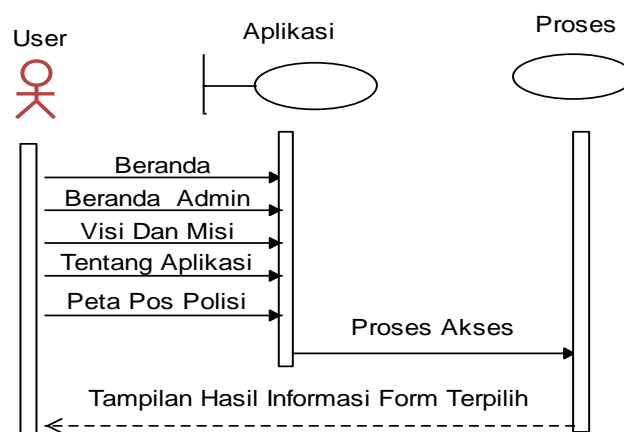 User
Aplikasi
Proses
Beranda
Beranda Admin
Visi Dan Misi
Tentang Aplikasi
Peta Pos Polisi
Proses Akses
Tampilan Hasil Informasi Form Terpilih